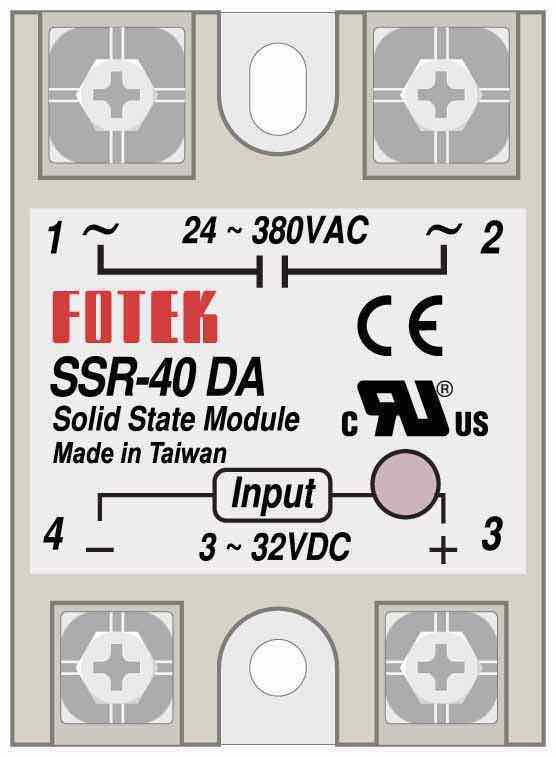 1 ~ 24 ~ 380VAC ~ 2
FOTEK
CE
SSR-40 DA
Solid State Module
c RU® US
Made in Taiwan
Input
4 − 3 ~ 32VDC + 3